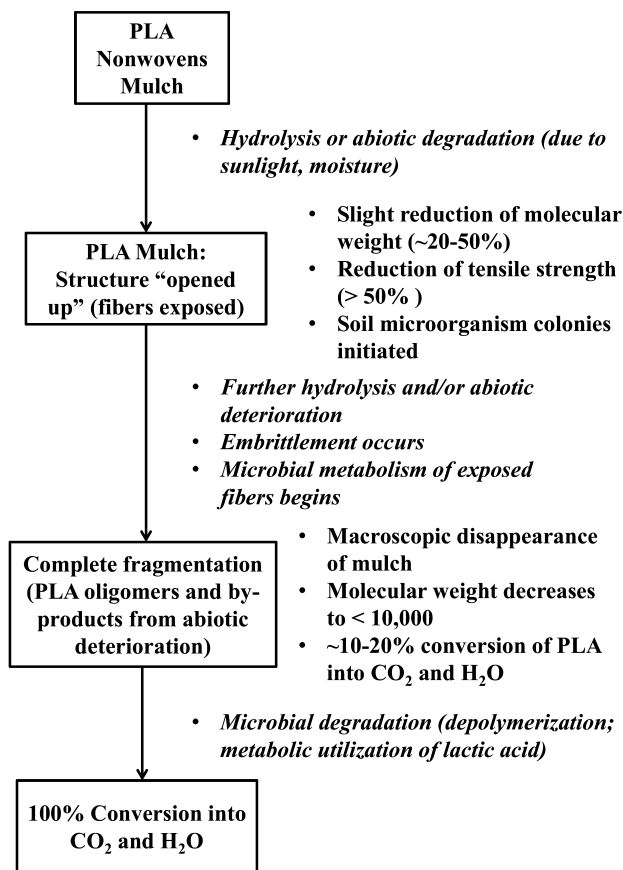 PLA
Nonwovens
Mulch
• Hydrolysis or abiotic degradation (due to
sunlight, moisture)
PLA Mulch:
Structure “opened
up” (fibers exposed)
• Slight reduction of molecular
weight (~20-50%)
• Reduction of tensile strength
(> 50% )
• Soil microorganism colonies
initiated
• Further hydrolysis and/or abiotic
deterioration
• Embrittlement occurs
• Microbial metabolism of exposed
fibers begins
Complete fragmentation
(PLA oligomers and by-
products from abiotic
deterioration)
• Macroscopic disappearance
of mulch
• Molecular weight decreases
to < 10,000
• ~10-20% conversion of PLA
into CO₂ and H₂O
• Microbial degradation (depolymerization;
metabolic utilization of lactic acid)
100% Conversion into
CO₂ and H₂O